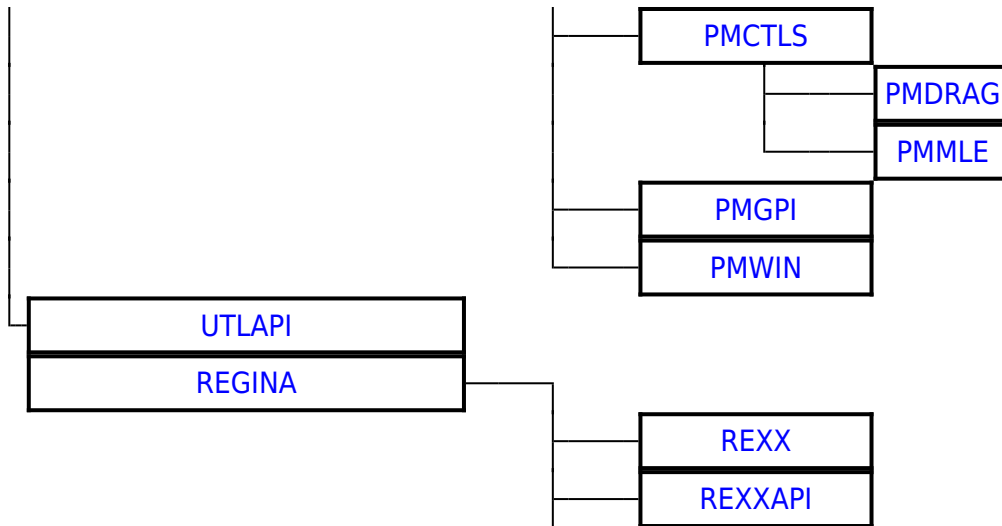 PMCTLS
PMDRAG
PMMLE
PMGPI
PMWIN
UTLAPI
REGINA
REXX
REXXAPI